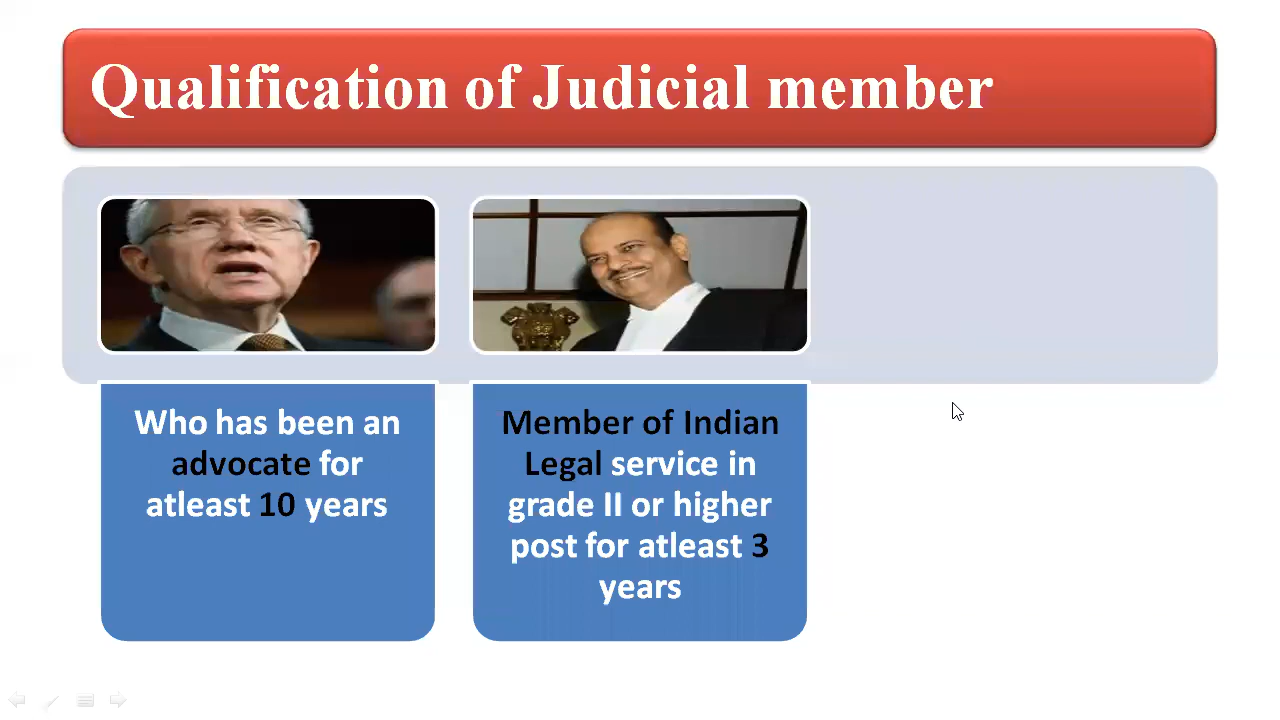 Qualification of Judicial member
Who has been an
advocate for
atleast 10 years
Member of Indian
Legal service in
grade II or higher
post for atleast 3
years